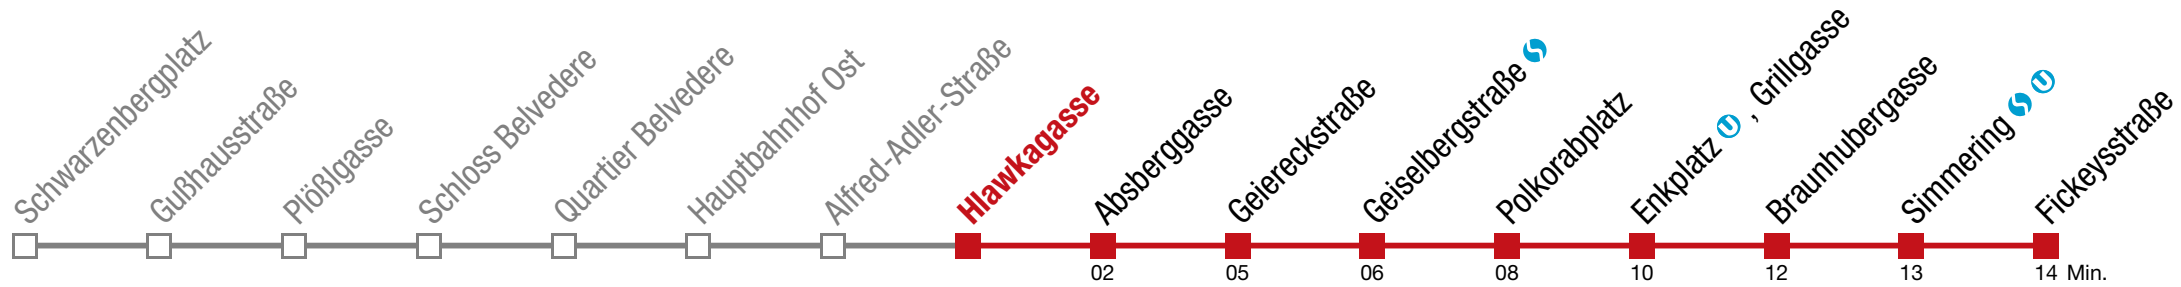 Schwarzenbergplatz
Gußhausstraße
Plößlgasse
Schloss Belvedere
Quartier Belvedere
Hauptbahnhof Ost
Alfred-Adler-Straße
Hlawkagasse
Absberggasse
Geiereckstraße
Geiselbergstraße S
Polkorabplatz
Enkplatz U , Grillgasse
Braunhubergasse
Simmering S U
Fickeysstraße
02 05 06 08 10 12 13 14 Min.